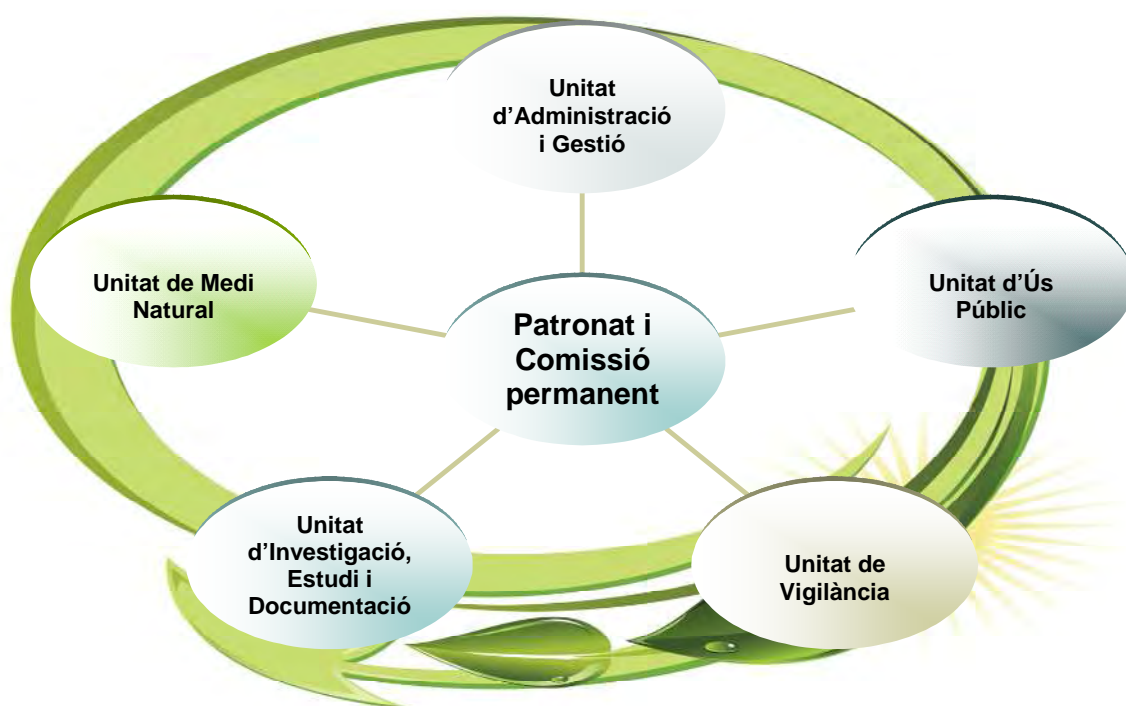 Unitat
d’Administració
i Gestió
Unitat de Medi
Natural
Unitat d’Ús
Públic
Patronat i
Comissió
permanent
Unitat
d’Investigació,
Estudi i
Documentació
Unitat de
Vigilància